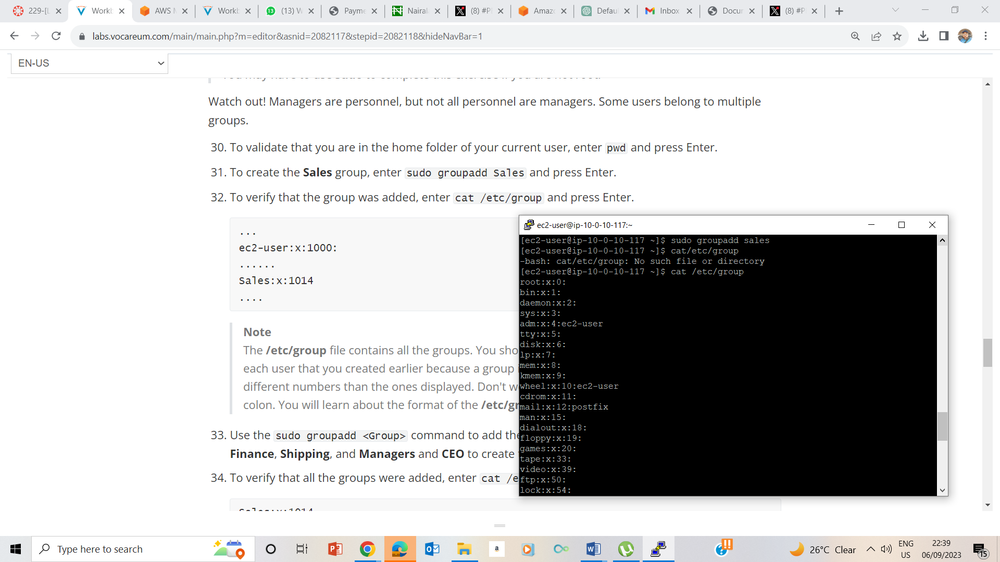 229-[L
Workb
AWS M
Workb
(13) W
Payme
Nairala
(8) #P
Amaz
Defau
Inbox
Docur
(8) #P
labs.vocareum.com/main/main.php?m=editor&asnid=2082117&stepid=2082118&hideNavBar=1
EN-US
Watch out! Managers are personnel, but not all personnel are managers. Some users belong to multiple
groups.
30. To validate that you are in the home folder of your current user, enter pwd and press Enter.
31. To create the Sales group, enter sudo groupadd Sales and press Enter.
32. To verify that the group was added, enter cat /etc/group and press Enter.
...
ec2-user:x:1000:
......
Sales:x:1014
....
Note
The /etc/group file contains all the groups. You sho
each user that you created earlier because a group
different numbers than the ones displayed. Don't w
colon. You will learn about the format of the /etc/gr
33. Use the sudo groupadd <Group> command to add the
Finance, Shipping, and Managers and CEO to create
34. To verify that all the groups were added, enter cat /e
Sales:x:1014
ec2-user@ip-10-0-10-117:~
[ec2-user@ip-10-0-10-117 ~]$ sudo groupadd sales
[ec2-user@ip-10-0-10-117 ~]$ cat/etc/group
-bash: cat/etc/group: No such file or directory
[ec2-user@ip-10-0-10-117 ~]$ cat /etc/group
root:x:0:
bin:x:1:
daemon:x:2:
sys:x:3:
adm:x:4:ec2-user
tty:x:5:
disk:x:6:
lp:x:7:
mem:x:8:
kmem:x:9:
wheel:x:10:ec2-user
cdrom:x:11:
mail:x:12:postfix
man:x:15:
dialout:x:18:
floppy:x:19:
games:x:20:
tape:x:33:
video:x:39:
ftp:x:50:
lock:x:54:
Type here to search
26°C Clear
ENG
US
22:39
06/09/2023
15